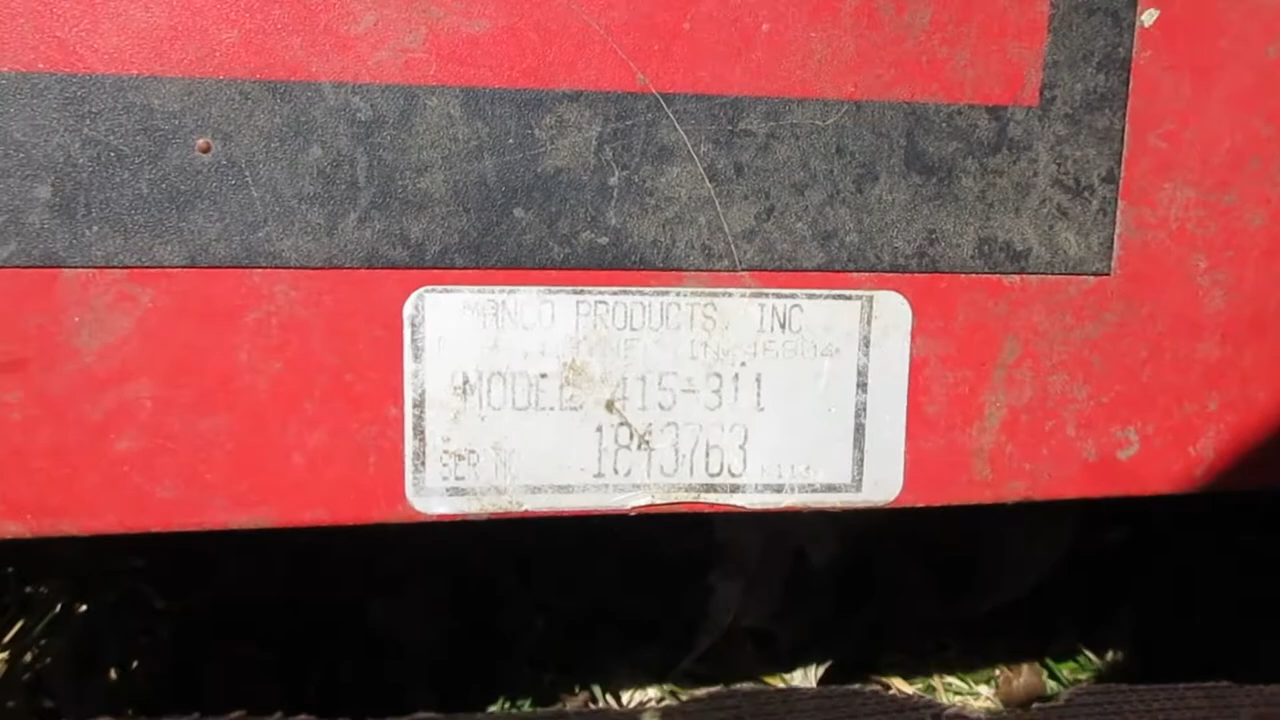 MANCO PRODUCTS, INC
IN 46804
MODEL 415-311
SER NO 1843763